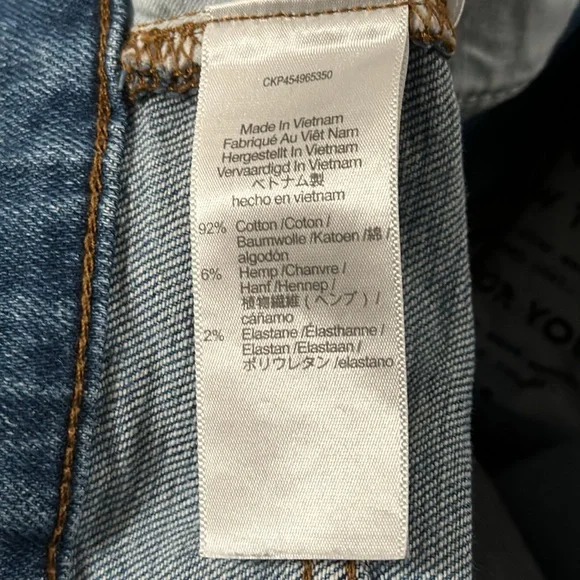 CKP454965350
Made In Vietnam
Fabriqué Au Viêt Nam
Hergestellt In Vietnam
Vervaardigd In Vietnam
ベトナム製
hecho en vietnam
92% Cotton /Coton /
Baumwolle /Katoen /綿 /
algodón
6% Hemp /Chanvre /
Hanf /Hennep /
植物繊維 (ヘンプ) /
cáñamo
2% Elastane /Élasthanne /
Elastan /Elastaan /
ポリウレタン /elastano
OR YOU